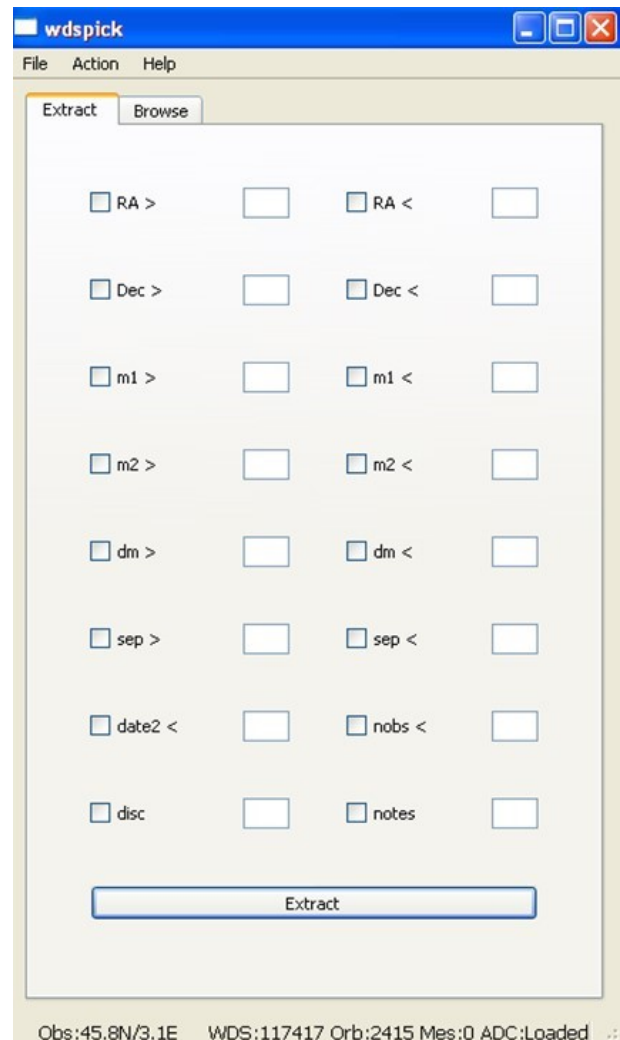 wdspick
File Action Help
Extract Browse
RA > RA <
Dec > Dec <
m1 > m1 <
m2 > m2 <
dm > dm <
sep > sep <
date2 < nobs <
disc notes
Extract
Obs:45.8N/3.1E WDS:117417 Orb:2415 Mes:0 ADC:Loaded